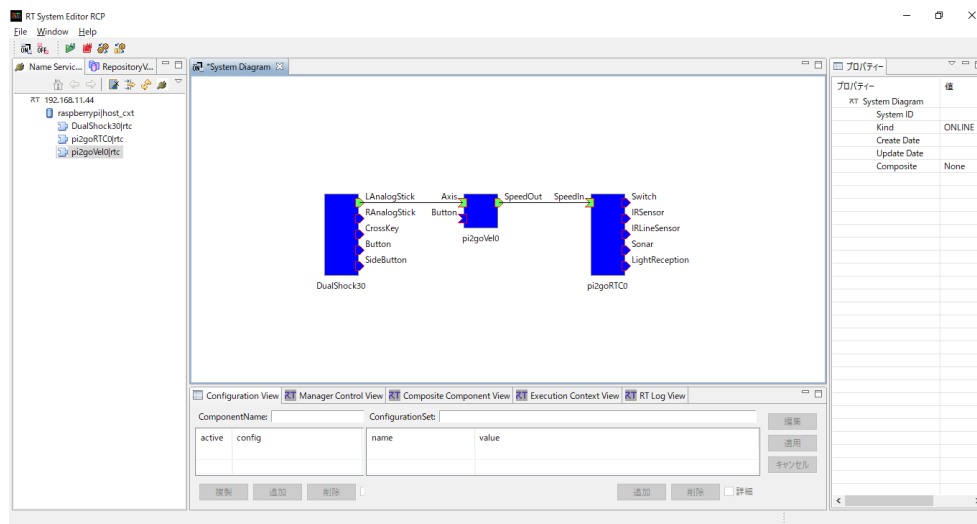 RT System Editor RCP
File Window Help
Name Servic... RepositoryV...
*System Diagram
プロパティー
192.168.11.44
raspberrypi|host_cxt
DualShock30|rtc
pi2goRTC0|rtc
pi2goVel0|rtc
プロパティー 値
System Diagram
System ID
Kind ONLINE
Create Date
Update Date
Composite None
LAnalogStick Axis SpeedOut SpeedIn Switch
RAnalogStick Button IRSensor
CrossKey IRLineSensor
Button pi2goVel0 Sonar
SideButton LightReception
DualShock30 pi2goRTC0
Configuration View RT Manager Control View RT Composite Component View RT Execution Context View RT RT Log View
ComponentName: ConfigurationSet: 編集
active config name value 適用
キャンセル
複製 追加 削除 追加 削除 詳細